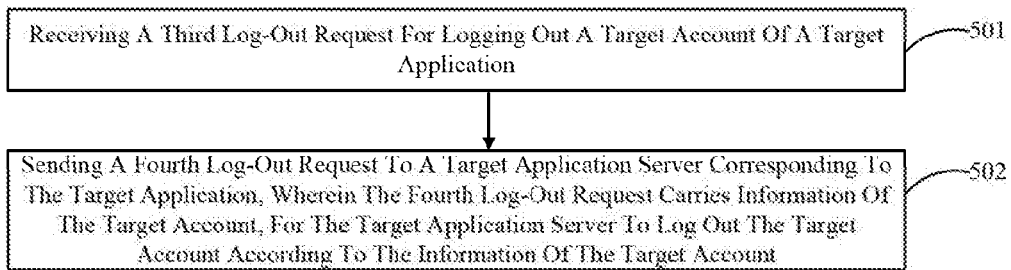 Receiving A Third Log-Out Request For Logging Out A Target Account Of A Target
Application
501
Sending A Fourth Log-Out Request To A Target Application Server Corresponding To
The Target Application, Wherein The Fourth Log-Out Request Carries Information Of
The Target Account, For The Target Application Server To Log Out The Target
Account According To The Information Of The Target Account
502